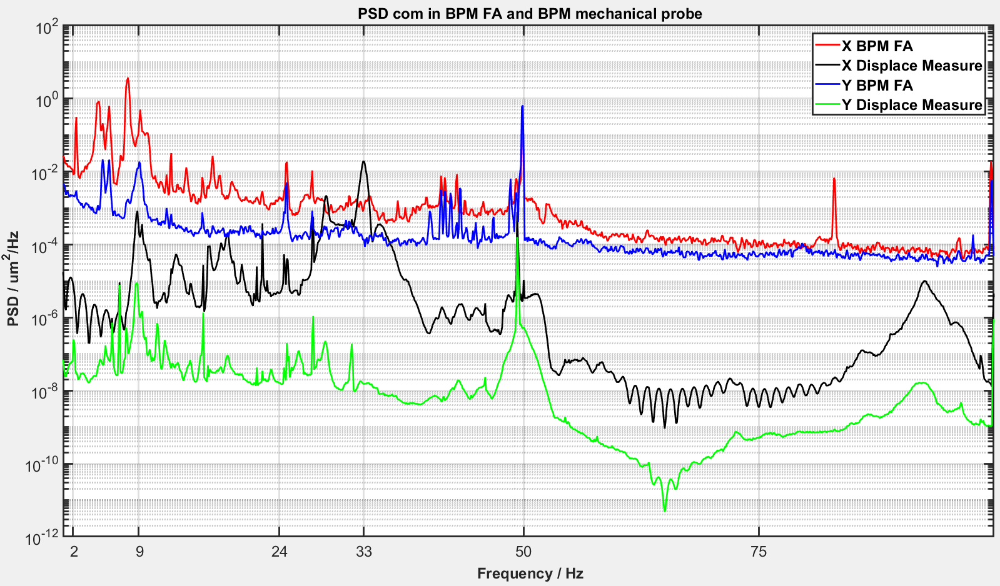 PSD com in BPM FA and BPM mechanical probe
X BPM FA
X Displace Measure
Y BPM FA
Y Displace Measure
10^2
10^0
10^-2
10^-4
10^-6
10^-8
10^-10
10^-12
PSD / um^2/Hz
2 9 24 33 50 75
Frequency / Hz